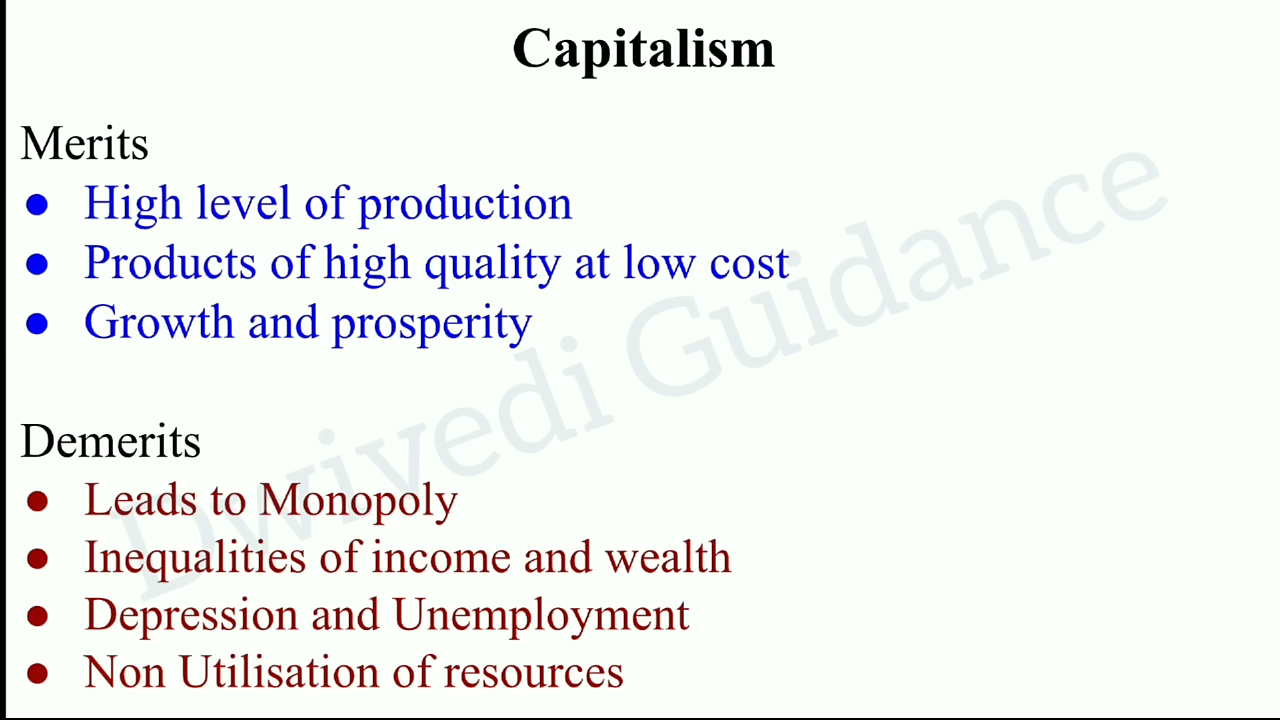 Capitalism
Merits
● High level of production
● Products of high quality at low cost
● Growth and prosperity
Demerits
● Leads to Monopoly
● Inequalities of income and wealth
● Depression and Unemployment
● Non Utilisation of resources
Dwivedi Guidance